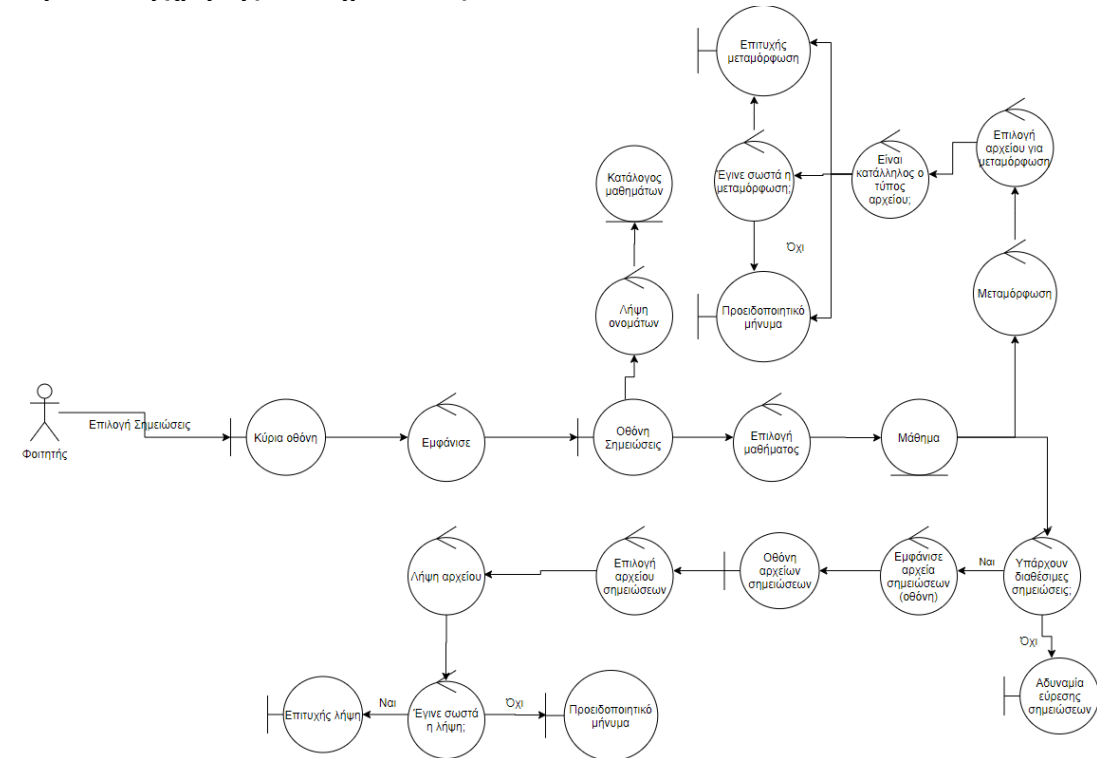 Επιτυχής
μεταμόρφωση
Επιλογή
αρχείου για
μεταμόρφωση
Είναι
κατάλληλος ο
τύπος
αρχείου;
Έγινε σωστά η
μεταμόρφωση;
Κατάλογος
μαθημάτων
Όχι
Μεταμόρφωση
Προειδοποιητικό
μήνυμα
Λήψη
ονομάτων
Φοιτητής
Επιλογή Σημειώσεις
Κύρια οθόνη
Εμφάνισε
Οθόνη
Σημειώσεις
Επιλογή
μαθήματος
Μάθημα
Υπάρχουν
διαθέσιμες
σημειώσεις;
Ναι
Εμφάνισε
αρχεία
σημειώσεων
(οθόνη)
Οθόνη
αρχείων
σημειώσεων
Επιλογή
αρχείου
σημειώσεων
Λήψη αρχείου
Όχι
Αδυναμία
εύρεσης
σημειώσεων
Έγινε σωστά
η λήψη;
Ναι
Επιτυχής λήψη
Όχι
Προειδοποιητικό
μήνυμα